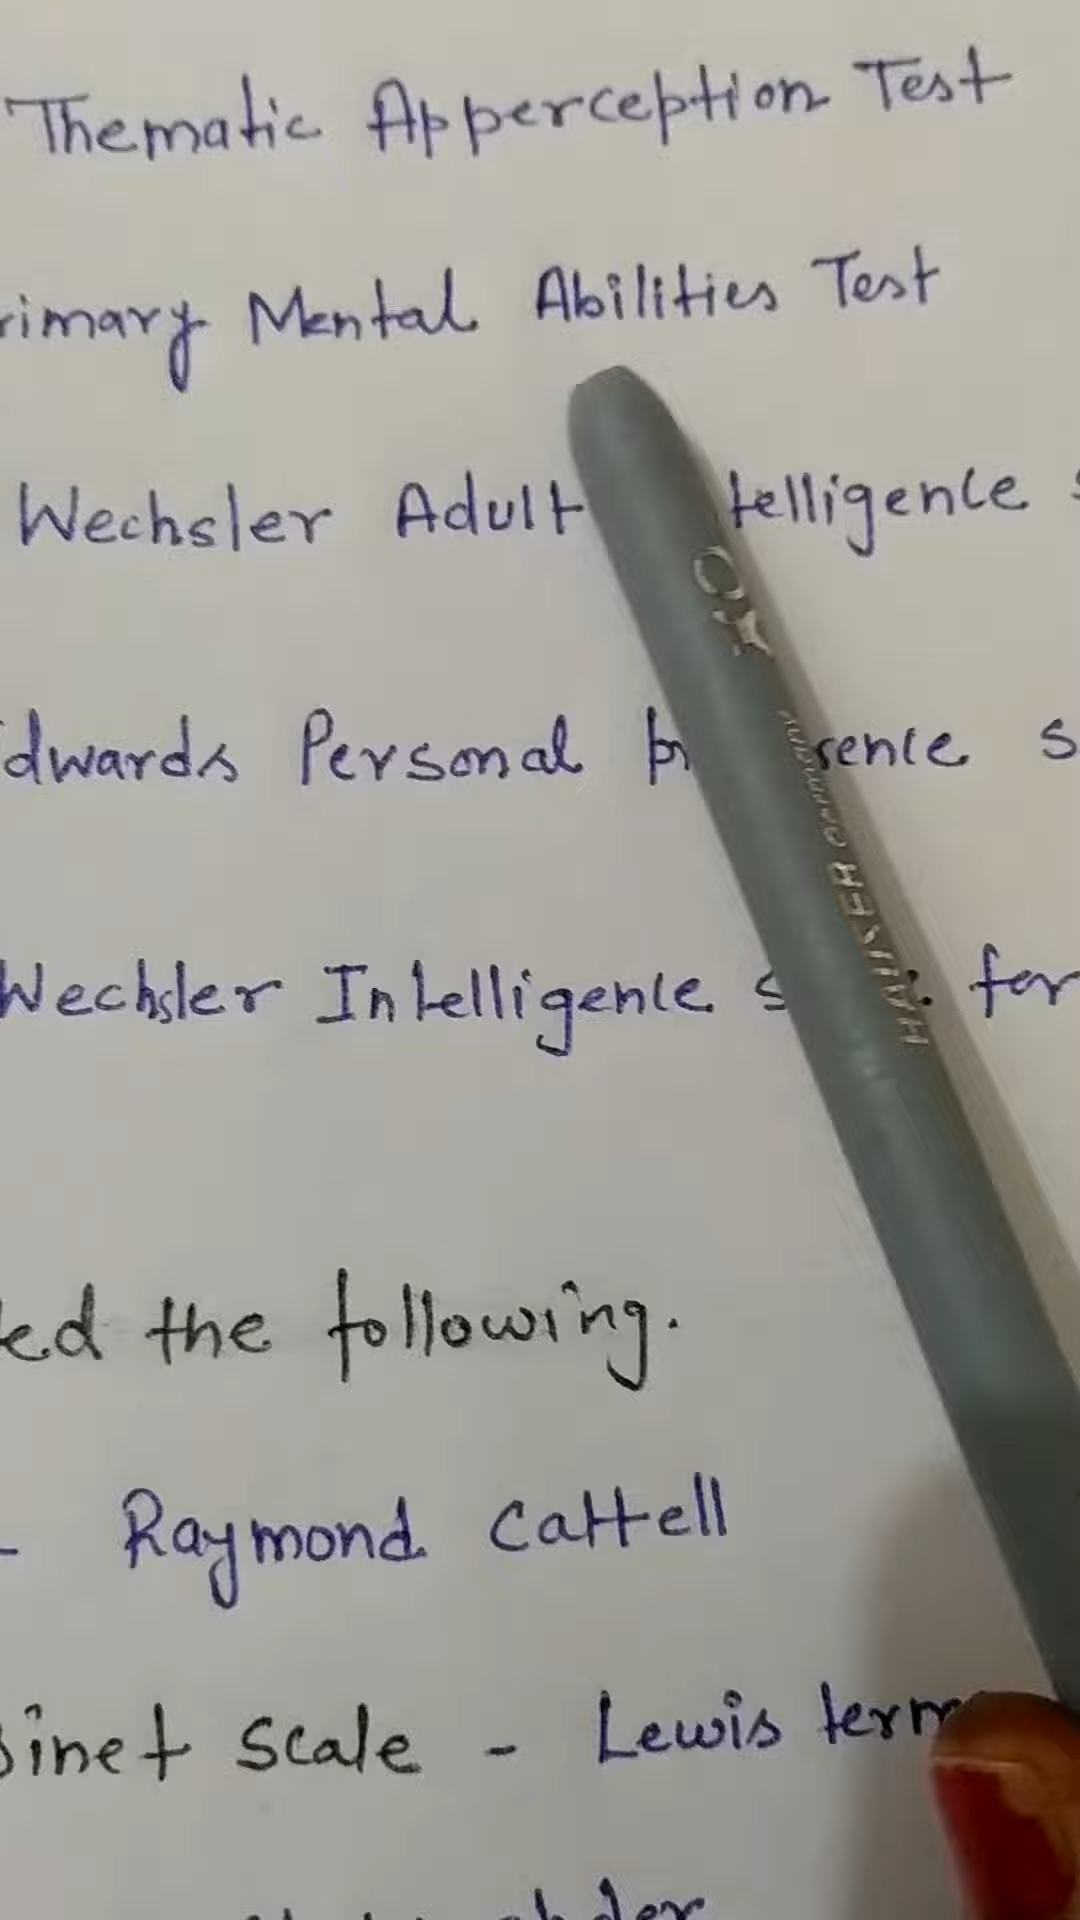 Thematic Apperception Test
rimary Mental Abilities Test
Wechsler Adult telligence
dwards Personal
Wechsler Intelligence for
ed the following.
- Raymond Cattell
inet Scale - Lewis term
HAUSER